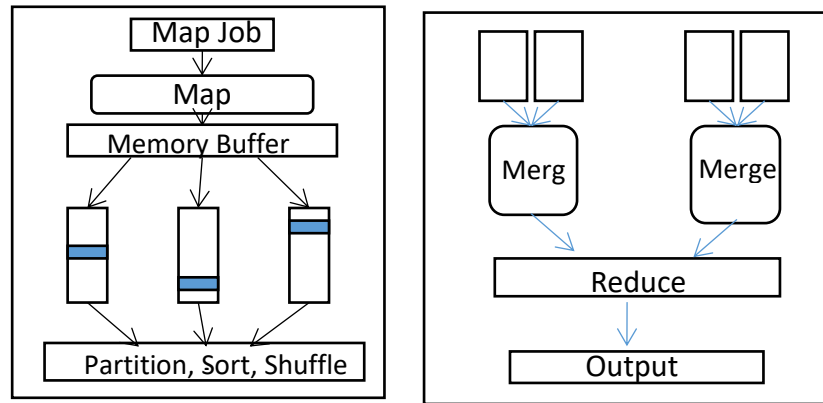 Map Job
Map
Memory Buffer
Partition, Sort, Shuffle
Merg
Merge
Reduce
Output